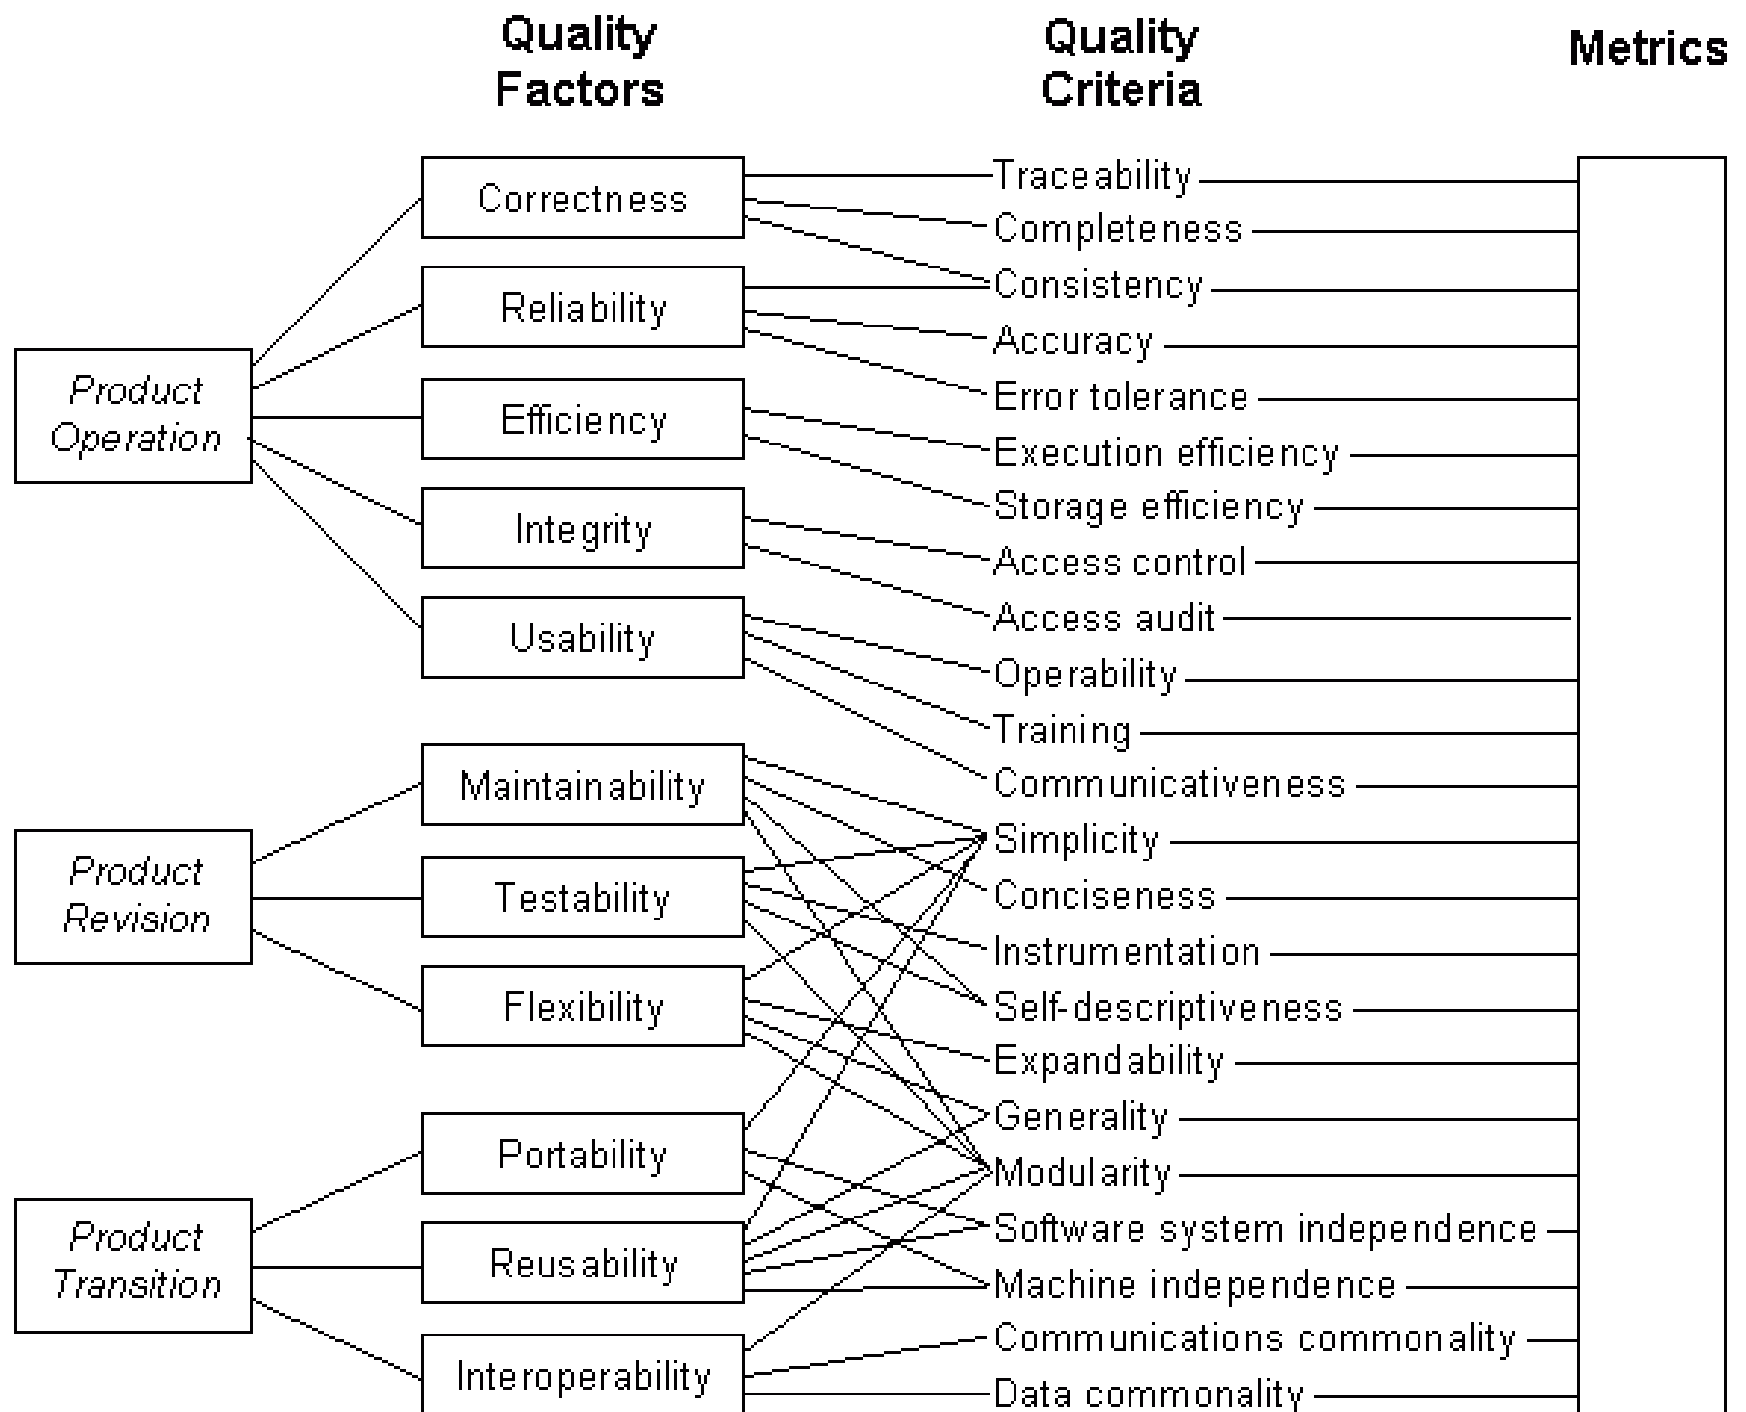 Quality
Factors
Quality
Criteria
Metrics
Product
Operation
Product
Revision
Product
Transition
Correctness
Reliability
Efficiency
Integrity
Usability
Maintainability
Testability
Flexibility
Portability
Reusability
Interoperability
Traceability
Completeness
Consistency
Accuracy
Error tolerance
Execution efficiency
Storage efficiency
Access control
Access audit
Operability
Training
Communicativeness
Simplicity
Conciseness
Instrumentation
Self-descriptiveness
Expandability
Generality
Modularity
Software system independence
Machine independence
Communications commonality
Data commonality